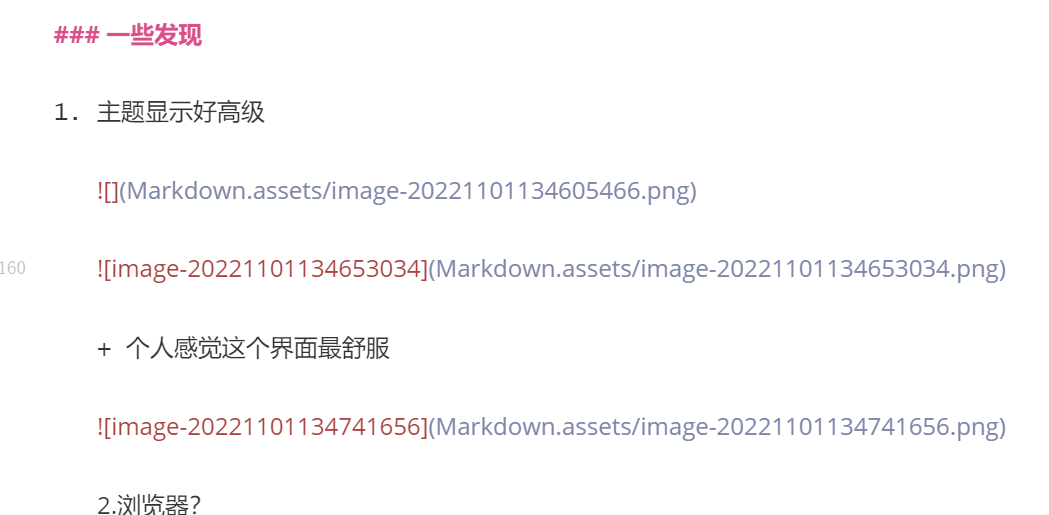 ### 一些发现
1. 主题显示好高级
![](Markdown.assets/image-20221101134605466.png)
160
![image-20221101134653034](Markdown.assets/image-20221101134653034.png)
+ 个人感觉这个界面最舒服
![image-20221101134741656](Markdown.assets/image-20221101134741656.png)
2.浏览器?